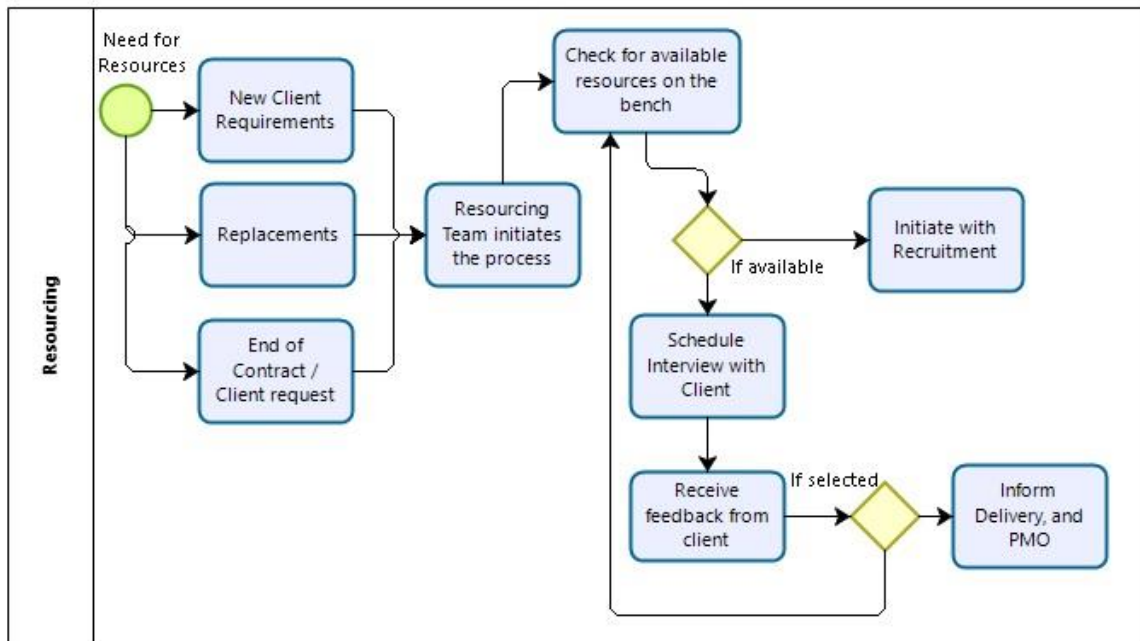 Resourcing
Need for
Resources
New Client
Requirements
Replacements
End of
Contract /
Client request
Resourcing
Team initiates
the process
Check for available
resources on the
bench
If available
Initiate with
Recruitment
Schedule
Interview with
Client
Receive
feedback from
client
If selected
Inform
Delivery, and
PMO